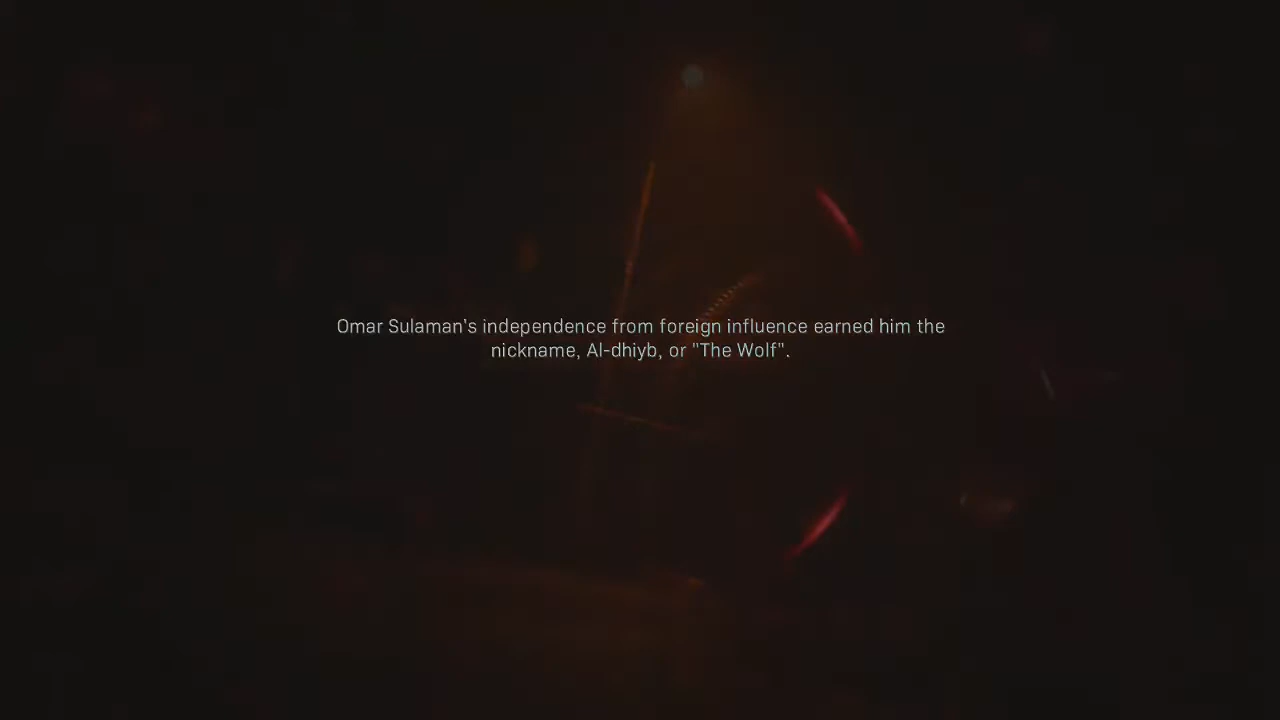 Omar Sulaman's independence from foreign influence earned him the
nickname, Al-dhiyb, or "The Wolf".